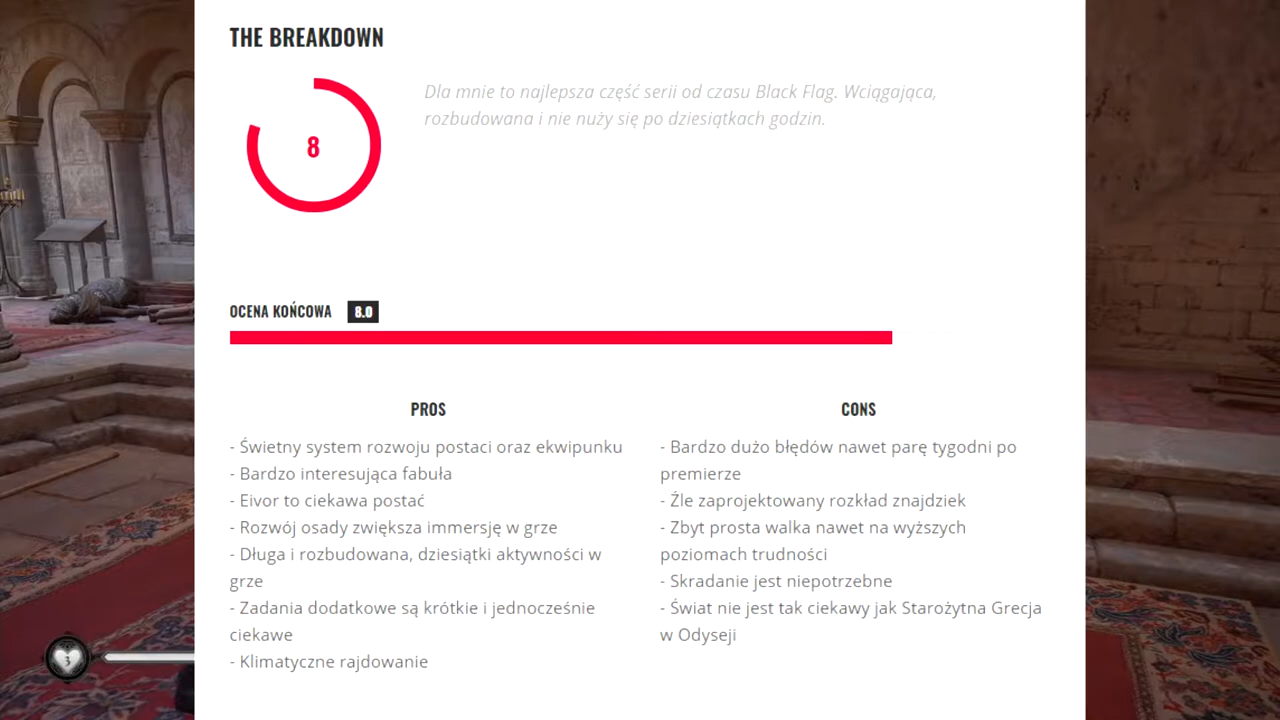 THE BREAKDOWN
8
Dla mnie to najlepsza część serii od czasu Black Flag. Wciągająca,
rozbudowana i nie nuży się po dziesiątkach godzin.
OCENA KOŃCOWA 8.0
PROS
- Świetny system rozwoju postaci oraz ekwipunku
- Bardzo interesująca fabuła
- Eivor to ciekawa postać
- Rozwój osady zwiększa immersję w grze
- Długa i rozbudowana, dziesiątki aktywności w
grze
- Zadania dodatkowe są krótkie i jednocześnie
ciekawe
- Klimatyczne rajdowanie
CONS
- Bardzo dużo błędów nawet parę tygodni po
premierze
- Źle zaprojektowany rozkład znajdziek
- Zbyt prosta walka nawet na wyższych
poziomach trudności
- Skradanie jest niepotrzebne
- Świat nie jest tak ciekawy jak Starożytna Grecja
w Odyseji
3